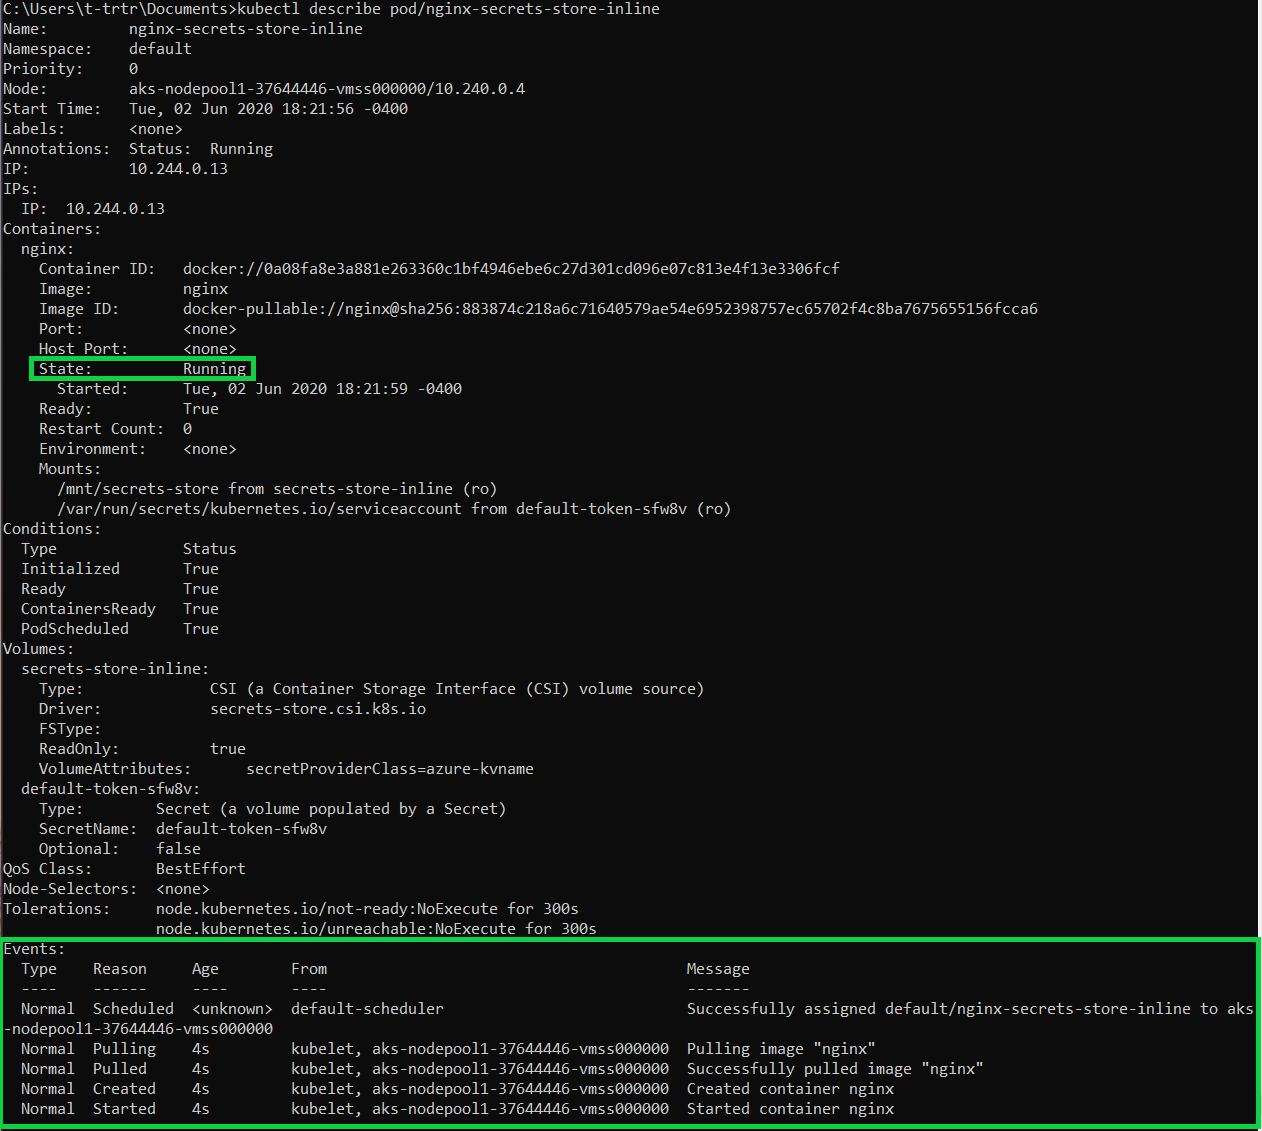 C:\Users\t-trtr\Documents>kubectl describe pod/nginx-secrets-store-inline
Name:         nginx-secrets-store-inline
Namespace:    default
Priority:     0
Node:         aks-nodepool1-37644446-vmss000000/10.240.0.4
Start Time:   Tue, 02 Jun 2020 18:21:56 -0400
Labels:       <none>
Annotations:  Status:  Running
IP:           10.244.0.13
IPs:
  IP:  10.244.0.13
Containers:
  nginx:
    Container ID:   docker://0a08fa8e3a881e263360c1bf4946ebe6c27d301cd096e07c813e4f13e3306fcf
    Image:          nginx
    Image ID:       docker-pullable://nginx@sha256:883874c218a6c71640579ae54e6952398757ec65702f4c8ba7675655156fcca6
    Port:           <none>
    Host Port:      <none>
    State:          Running
      Started:      Tue, 02 Jun 2020 18:21:59 -0400
    Ready:          True
    Restart Count:  0
    Environment:    <none>
    Mounts:
      /mnt/secrets-store from secrets-store-inline (ro)
      /var/run/secrets/kubernetes.io/serviceaccount from default-token-sfw8v (ro)
Conditions:
  Type              Status
  Initialized       True
  Ready             True
  ContainersReady   True
  PodScheduled      True
Volumes:
  secrets-store-inline:
    Type:              CSI (a Container Storage Interface (CSI) volume source)
    Driver:            secrets-store.csi.k8s.io
    FSType:
    ReadOnly:          true
    VolumeAttributes:      secretProviderClass=azure-kvname
  default-token-sfw8v:
    Type:        Secret (a volume populated by a Secret)
    SecretName:  default-token-sfw8v
    Optional:    false
QoS Class:       BestEffort
Node-Selectors:  <none>
Tolerations:     node.kubernetes.io/not-ready:NoExecute for 300s
                 node.kubernetes.io/unreachable:NoExecute for 300s
Events:
  Type    Reason     Age        From                                        Message
  ----    ------     ----       ----                                        -------
  Normal  Scheduled  <unknown>  default-scheduler                           Successfully assigned default/nginx-secrets-store-inline to aks
-nodepool1-37644446-vmss000000
  Normal  Pulling    4s         kubelet, aks-nodepool1-37644446-vmss000000  Pulling image "nginx"
  Normal  Pulled     4s         kubelet, aks-nodepool1-37644446-vmss000000  Successfully pulled image "nginx"
  Normal  Created    4s         kubelet, aks-nodepool1-37644446-vmss000000  Created container nginx
  Normal  Started    4s         kubelet, aks-nodepool1-37644446-vmss000000  Started container nginx